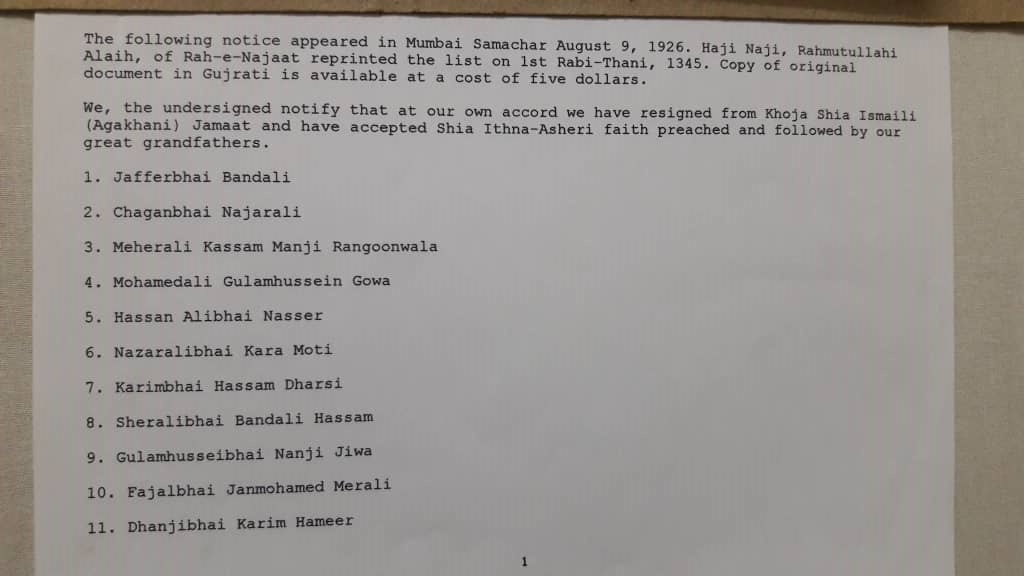 The following notice appeared in Mumbai Samachar August 9, 1926. Haji Naji, Rahmutullahi
Alaih, of Rah-e-Najaat reprinted the list on 1st Rabi-Thani, 1345. Copy of original
document in Gujrati is available at a cost of five dollars.
We, the undersigned notify that at our own accord we have resigned from Khoja Shia Ismaili
(Agakhani) Jamaat and have accepted Shia Ithna-Asheri faith preached and followed by our
great grandfathers.
1. Jafferbhai Bandali
2. Chaganbhai Najarali
3. Meherali Kassam Manji Rangoonwala
4. Mohamedali Gulamhussein Gowa
5. Hassan Alibhai Nasser
6. Nazaralibhai Kara Moti
7. Karimbhai Hassam Dharsi
8. Sheralibhai Bandali Hassam
9. Gulamhusseibhai Nanji Jiwa
10. Fajalbhai Janmohamed Merali
11. Dhanjibhai Karim Hameer
1